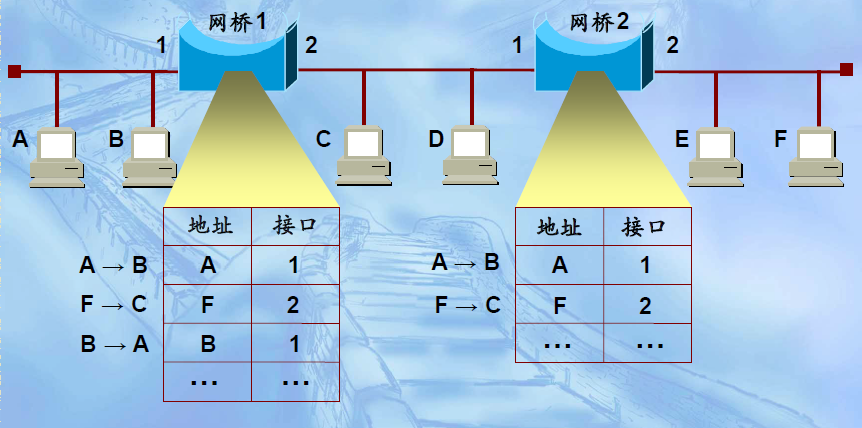 网桥1 网桥2
1 2 1 2
A B C D E F
地址 接口 地址 接口
A → B A 1 A → B A 1
F → C F 2 F → C F 2
B → A B 1 … …
… …